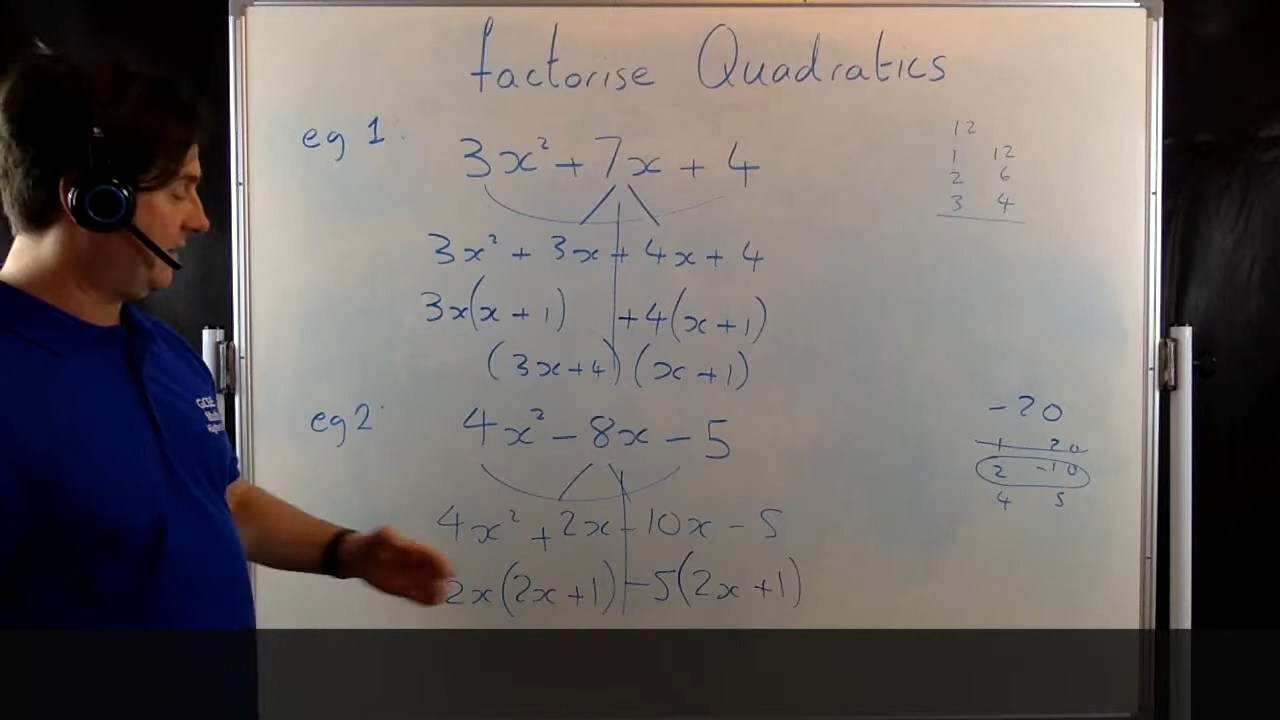 factorise Quadratics
eg 1.
3x² + 7x + 4
12
1 12
2 6
3 4
3x² + 3x + 4x + 4
3x(x + 1) + 4(x + 1)
(3x + 4)(x + 1)
eg 2
4x² - 8x - 5
-20
1 20
2 -10
4 5
4x² + 2x - 10x - 5
2x(2x + 1) - 5(2x + 1)
GCSE